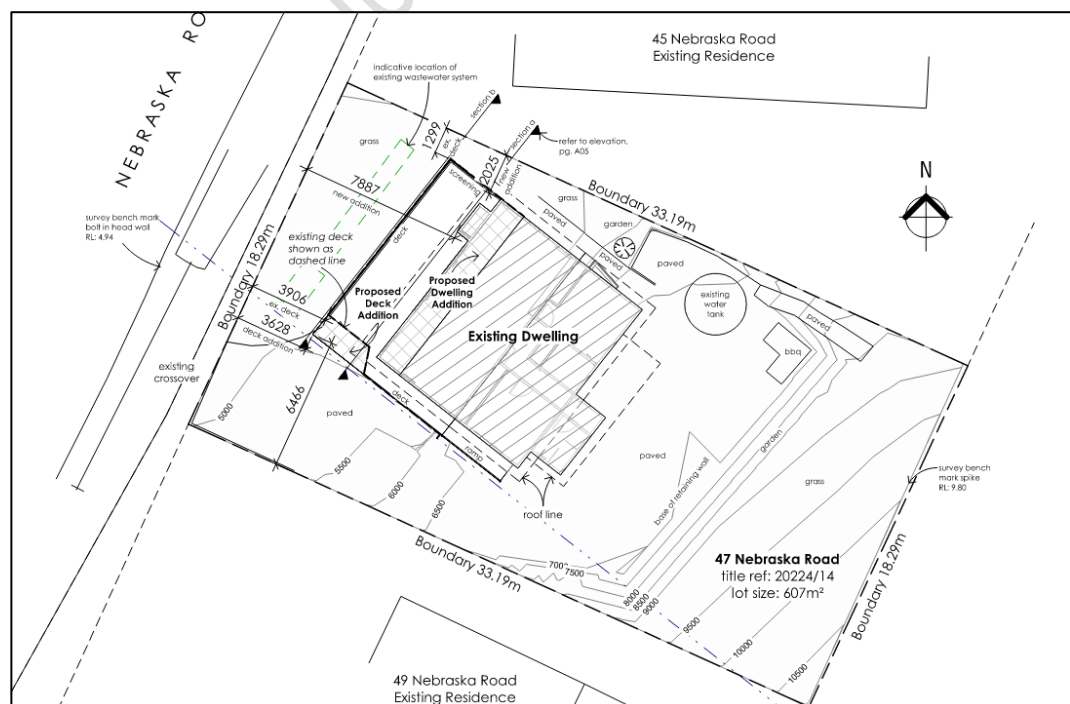 NEBRASKA RO
45 Nebraska Road
Existing Residence
indicative location of
existing wastewater system
section b
section a
refer to elevation,
pg. A05
N
1299
ex.
deck
2025
new
addition
grass
screening
7887
new addition
Boundary 33.19m
grass
garden
paved
paved
paved
paved
survey bench mark
bolt in head wall
RL: 4.94
existing deck
shown as
dashed line
deck
existing
water
tank
Boundary 18.29m
3906
ex. deck
3628
deck addition
Proposed
Deck
Addition
Proposed
Dwelling
Addition
Existing Dwelling
bbq
existing
crossover
6466
deck
ramp
paved
5000
5500
6000
6500
roof line
paved
base of retaining wall
garden
grass
survey bench
mark spike
RL: 9.80
Boundary 33.19m
7000
7500
8000
8500
9000
9500
10000
10500
47 Nebraska Road
title ref: 20224/14
lot size: 607m²
Boundary 18.29m
49 Nebraska Road
Existing Residence